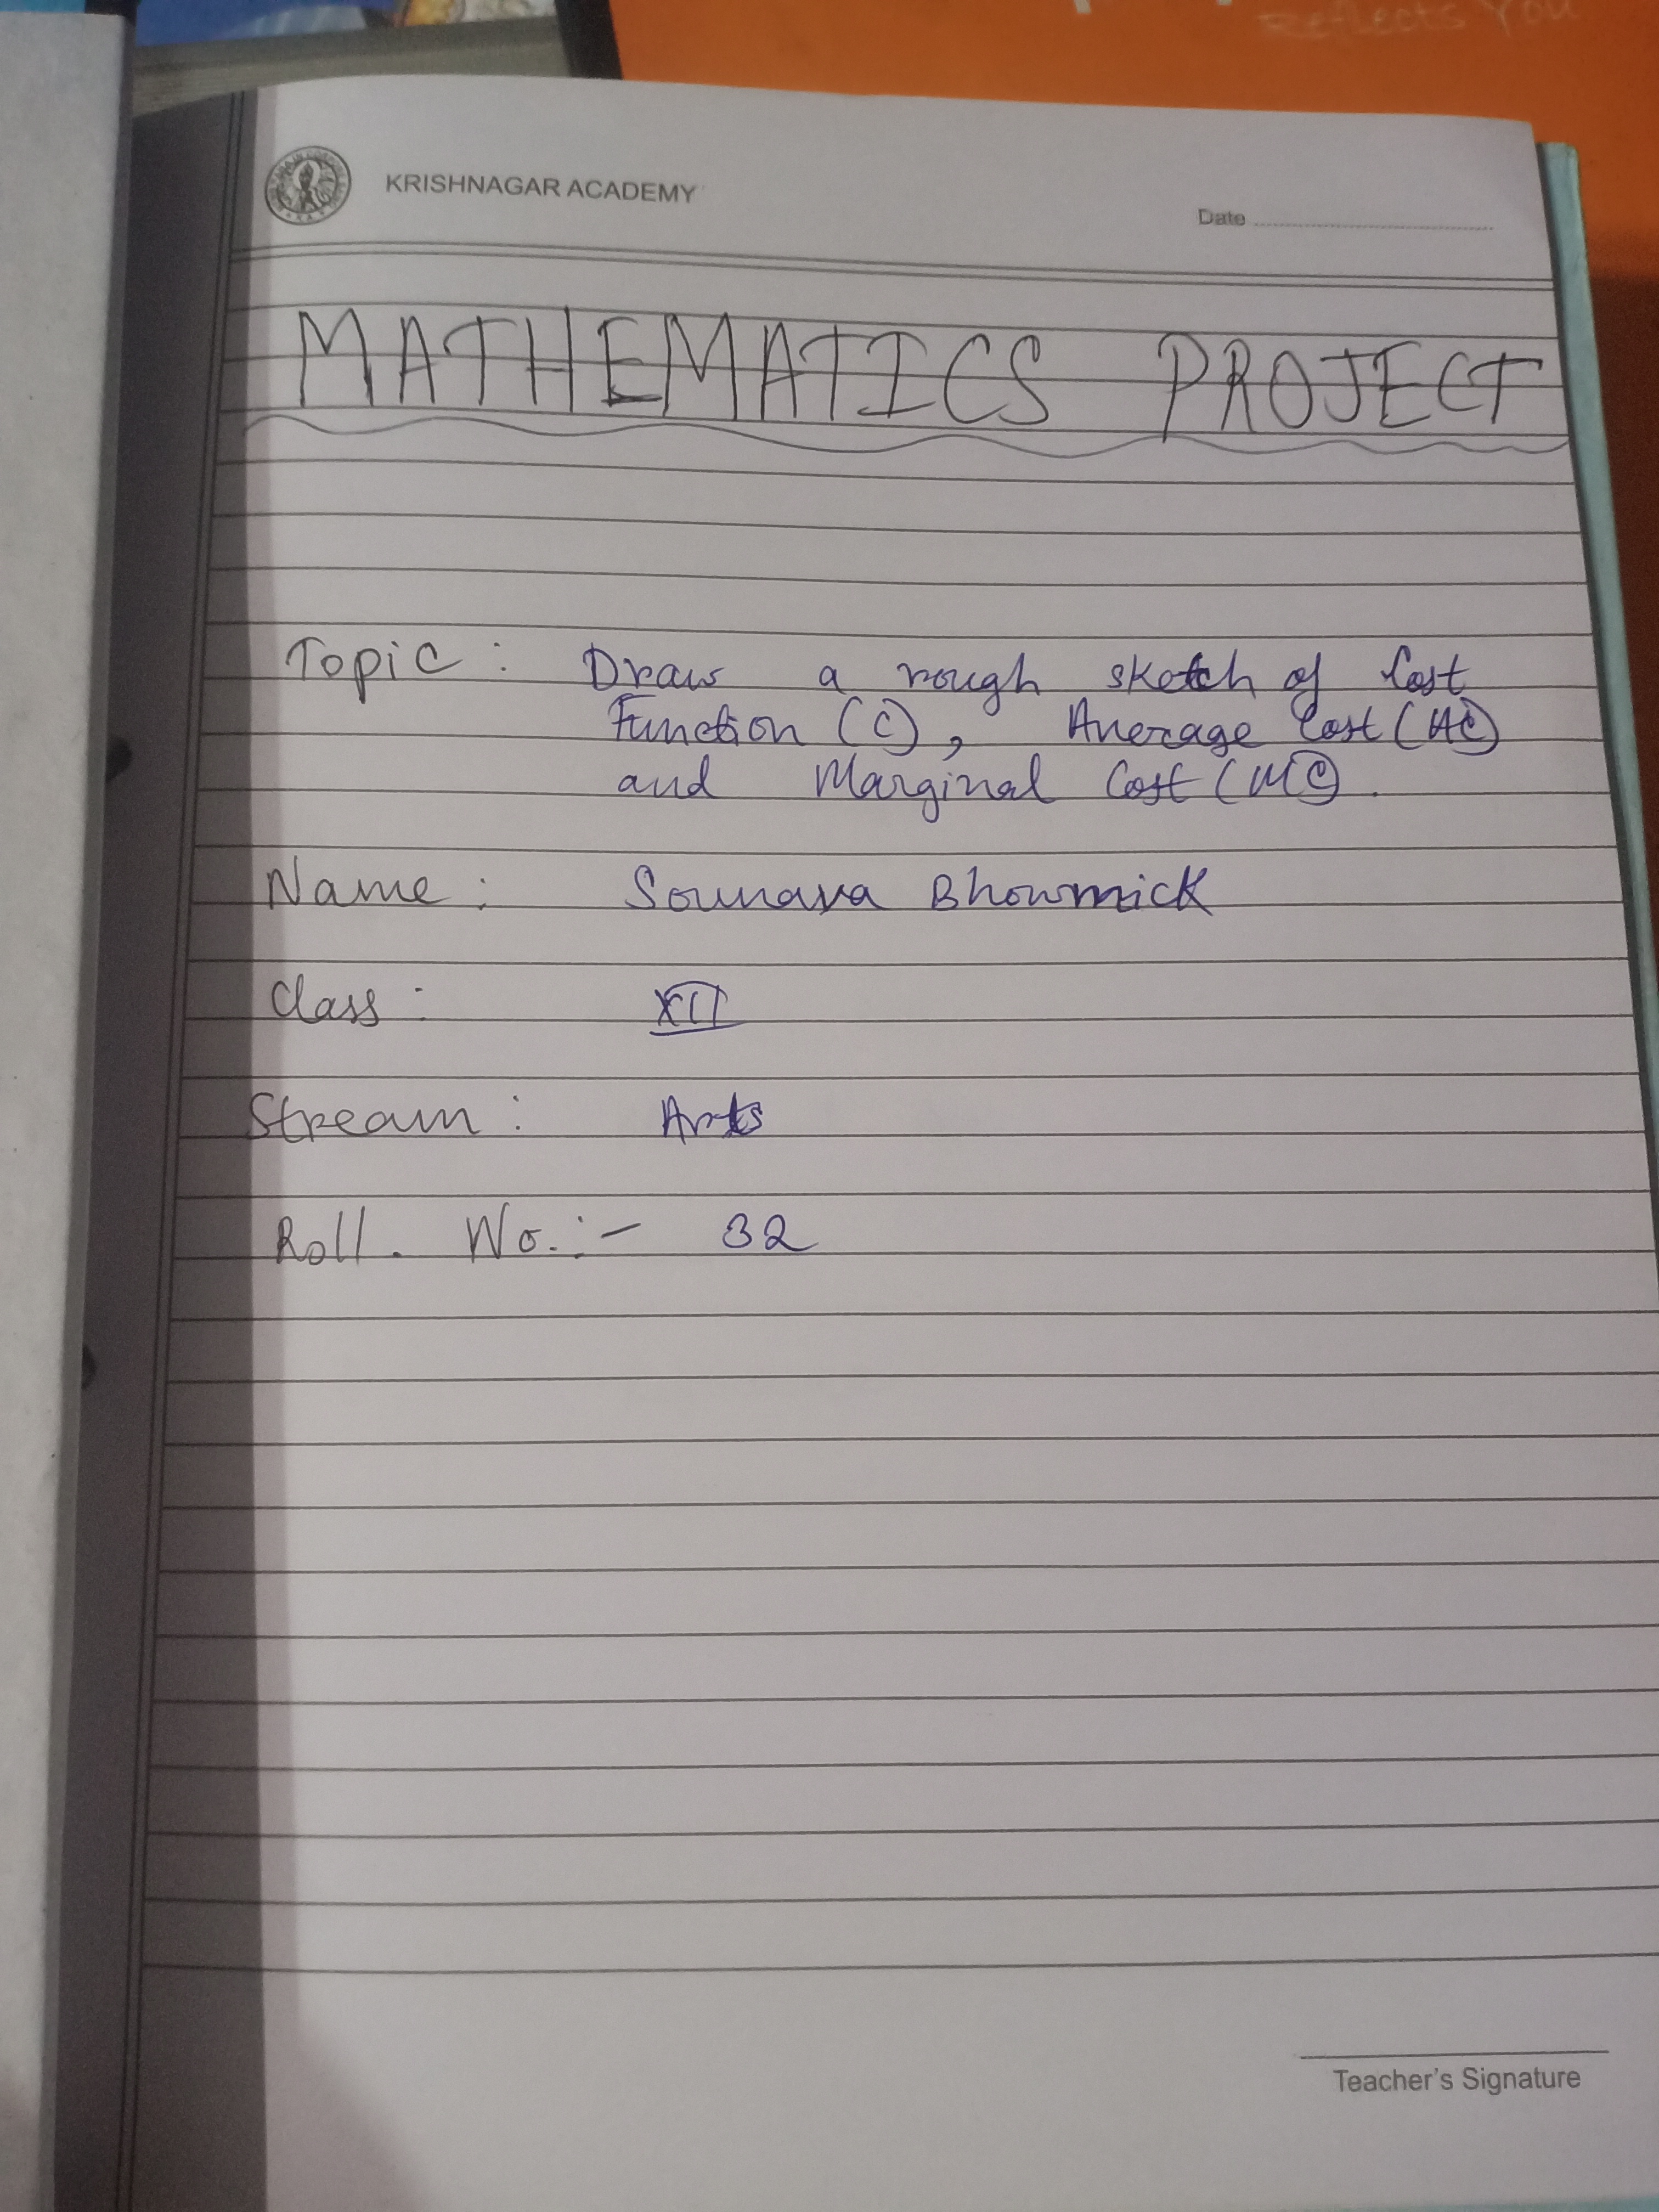 Reflects You
KRISHNAGAR ACADEMY
Date
MATHEMATICS PROJECT
Topic : Draw a rough sketch of Cost
Function (C), Average Cost (AC)
and Marginal Cost (MC).
Name : Sounava Bhowmick
Class : XII
Stream : Arts
Roll. No. :- 32
Teacher's Signature